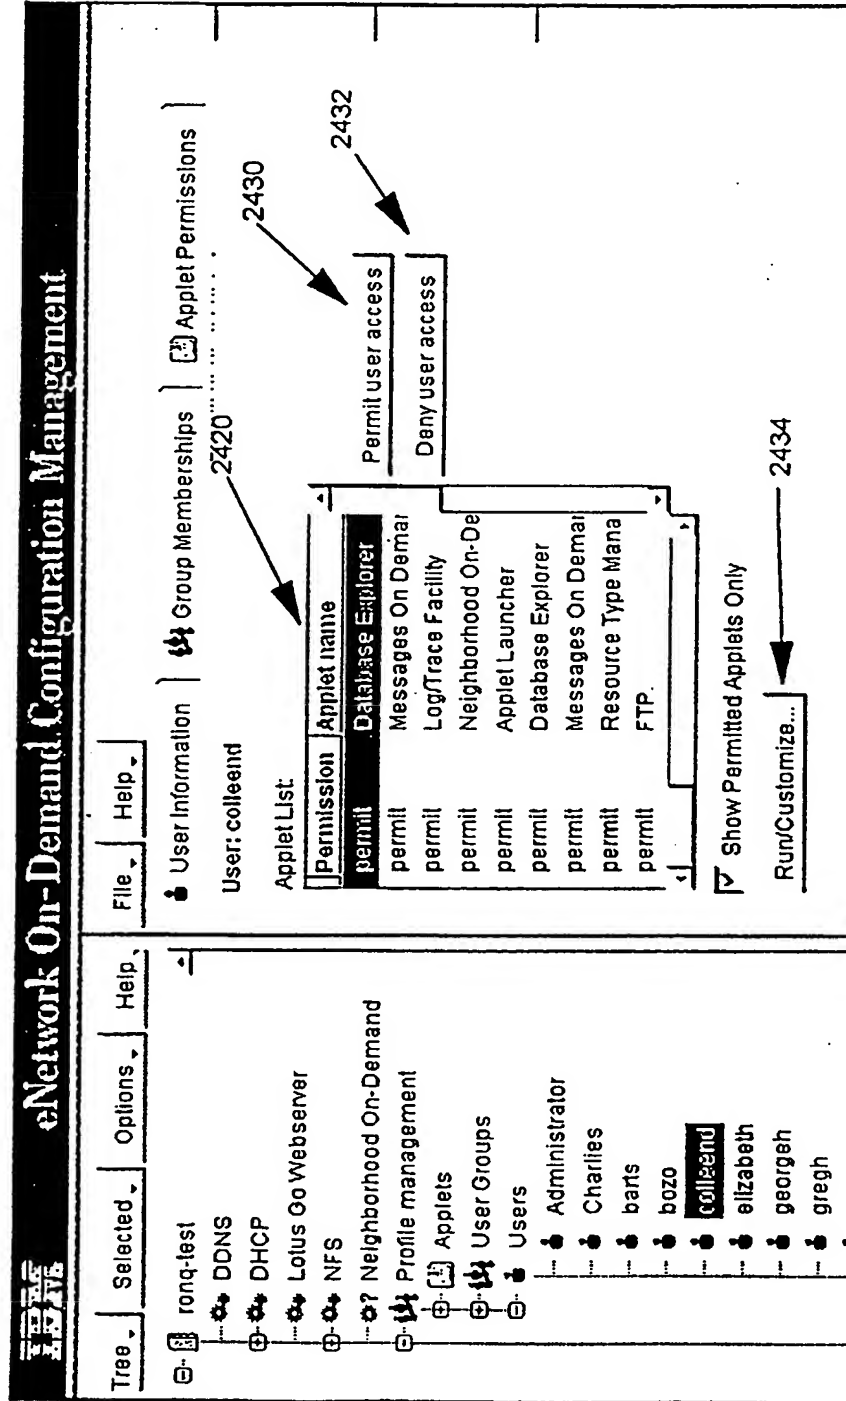 IBM eNetwork On-Demand Configuration Management
Tree Selected Options Help
ronq-test
DDNS
DHCP
Lotus Go Webserver
NFS
? Neighborhood On-Demand
Profile management
Applets
User Groups
Users
Administrator
Charlies
barts
bozo
colleend
elizabeth
georgeh
gregh
File Help
User Information Group Memberships Applet Permissions
User: colleend
Applet List:
Permission Applet name
permit Database Explorer
permit Messages On Demar
permit Log/Trace Facility
permit Neighborhood On-De
permit Applet Launcher
permit Database Explorer
permit Messages On Demar
permit Resource Type Mana
permit FTP.
Show Permitted Applets Only
Run/Customize...
Permit user access
Deny user access
2420
2430
2432
2434